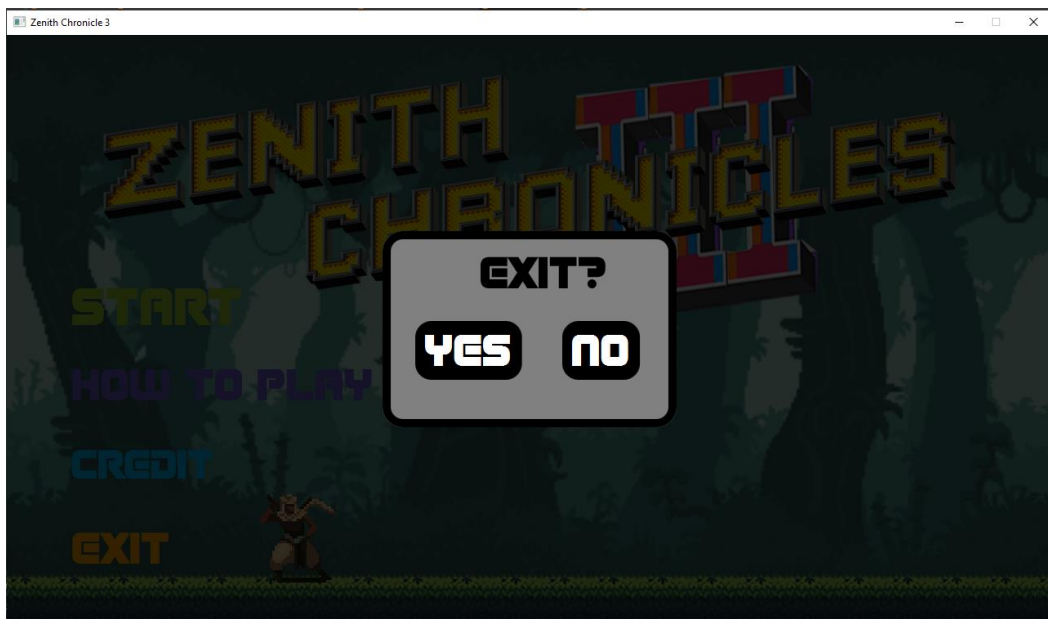 Zenith Chronicle 3
ZENITH III
CHRONICLES
EXIT?
YES NO
START
HOW TO PLAY
CREDIT
EXIT